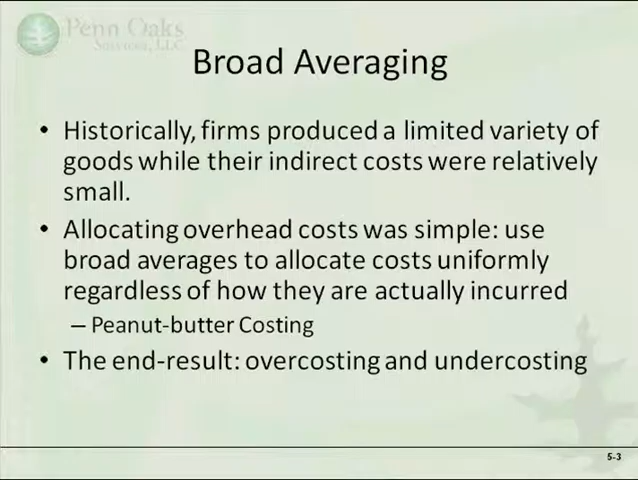 Penn Oaks
Services, LLC
Broad Averaging
• Historically, firms produced a limited variety of
goods while their indirect costs were relatively
small.
• Allocating overhead costs was simple: use
broad averages to allocate costs uniformly
regardless of how they are actually incurred
– Peanut-butter Costing
• The end-result: overcosting and undercosting
5-3